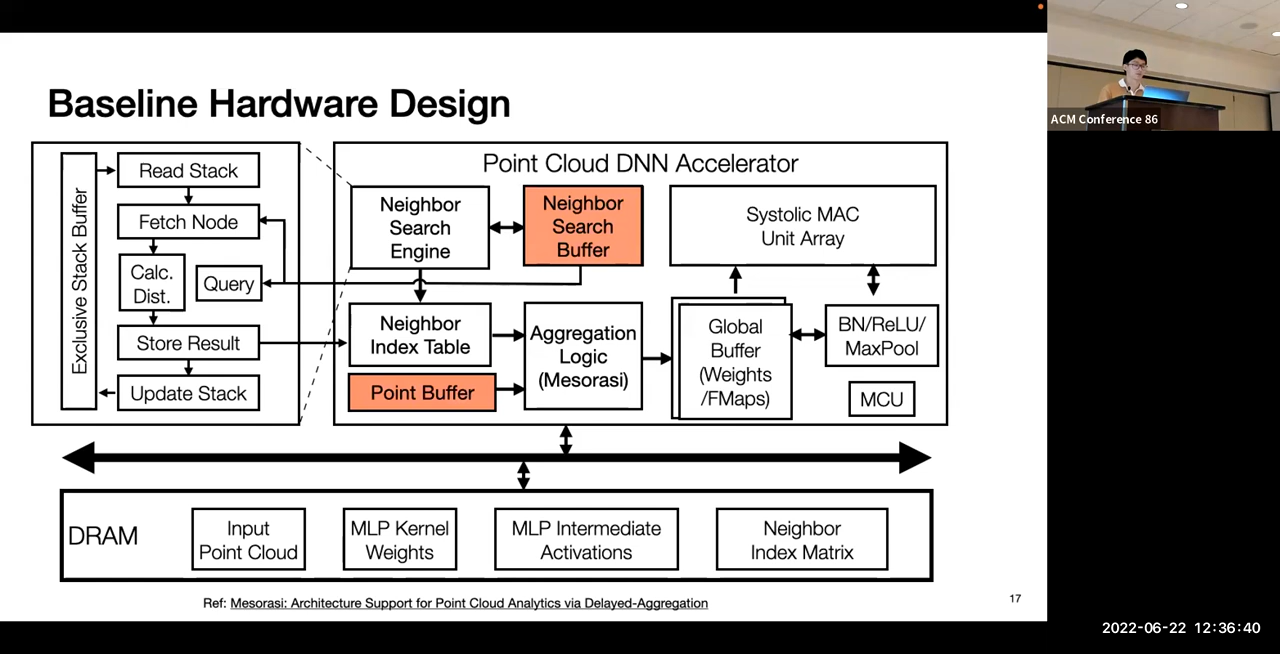 Baseline Hardware Design
Exclusive Stack Buffer
Read Stack
Fetch Node
Calc.
Dist.
Query
Store Result
Update Stack
Point Cloud DNN Accelerator
Neighbor
Search
Engine
Neighbor
Search
Buffer
Systolic MAC
Unit Array
Neighbor
Index Table
Point Buffer
Aggregation
Logic
(Mesorasi)
Global
Buffer
(Weights
/FMaps)
BN/ReLU/
MaxPool
MCU
DRAM
Input
Point Cloud
MLP Kernel
Weights
MLP Intermediate
Activations
Neighbor
Index Matrix
Ref: Mesorasi: Architecture Support for Point Cloud Analytics via Delayed-Aggregation
17
ACM Conference 86
2022-06-22 12:36:40